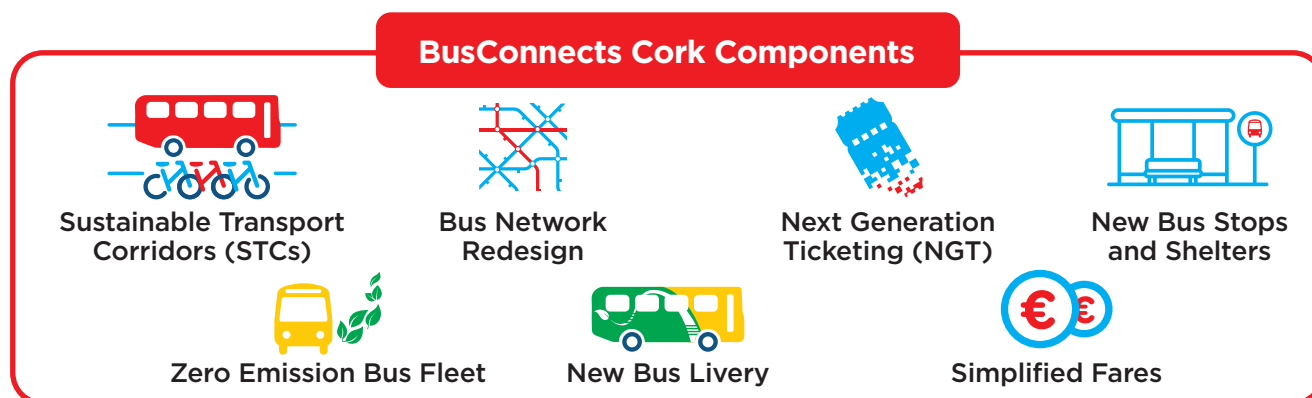 BusConnects Cork Components
Sustainable Transport
Corridors (STCs)
Bus Network
Redesign
Next Generation
Ticketing (NGT)
New Bus Stops
and Shelters
Zero Emission Bus Fleet
New Bus Livery
€
€
Simplified Fares